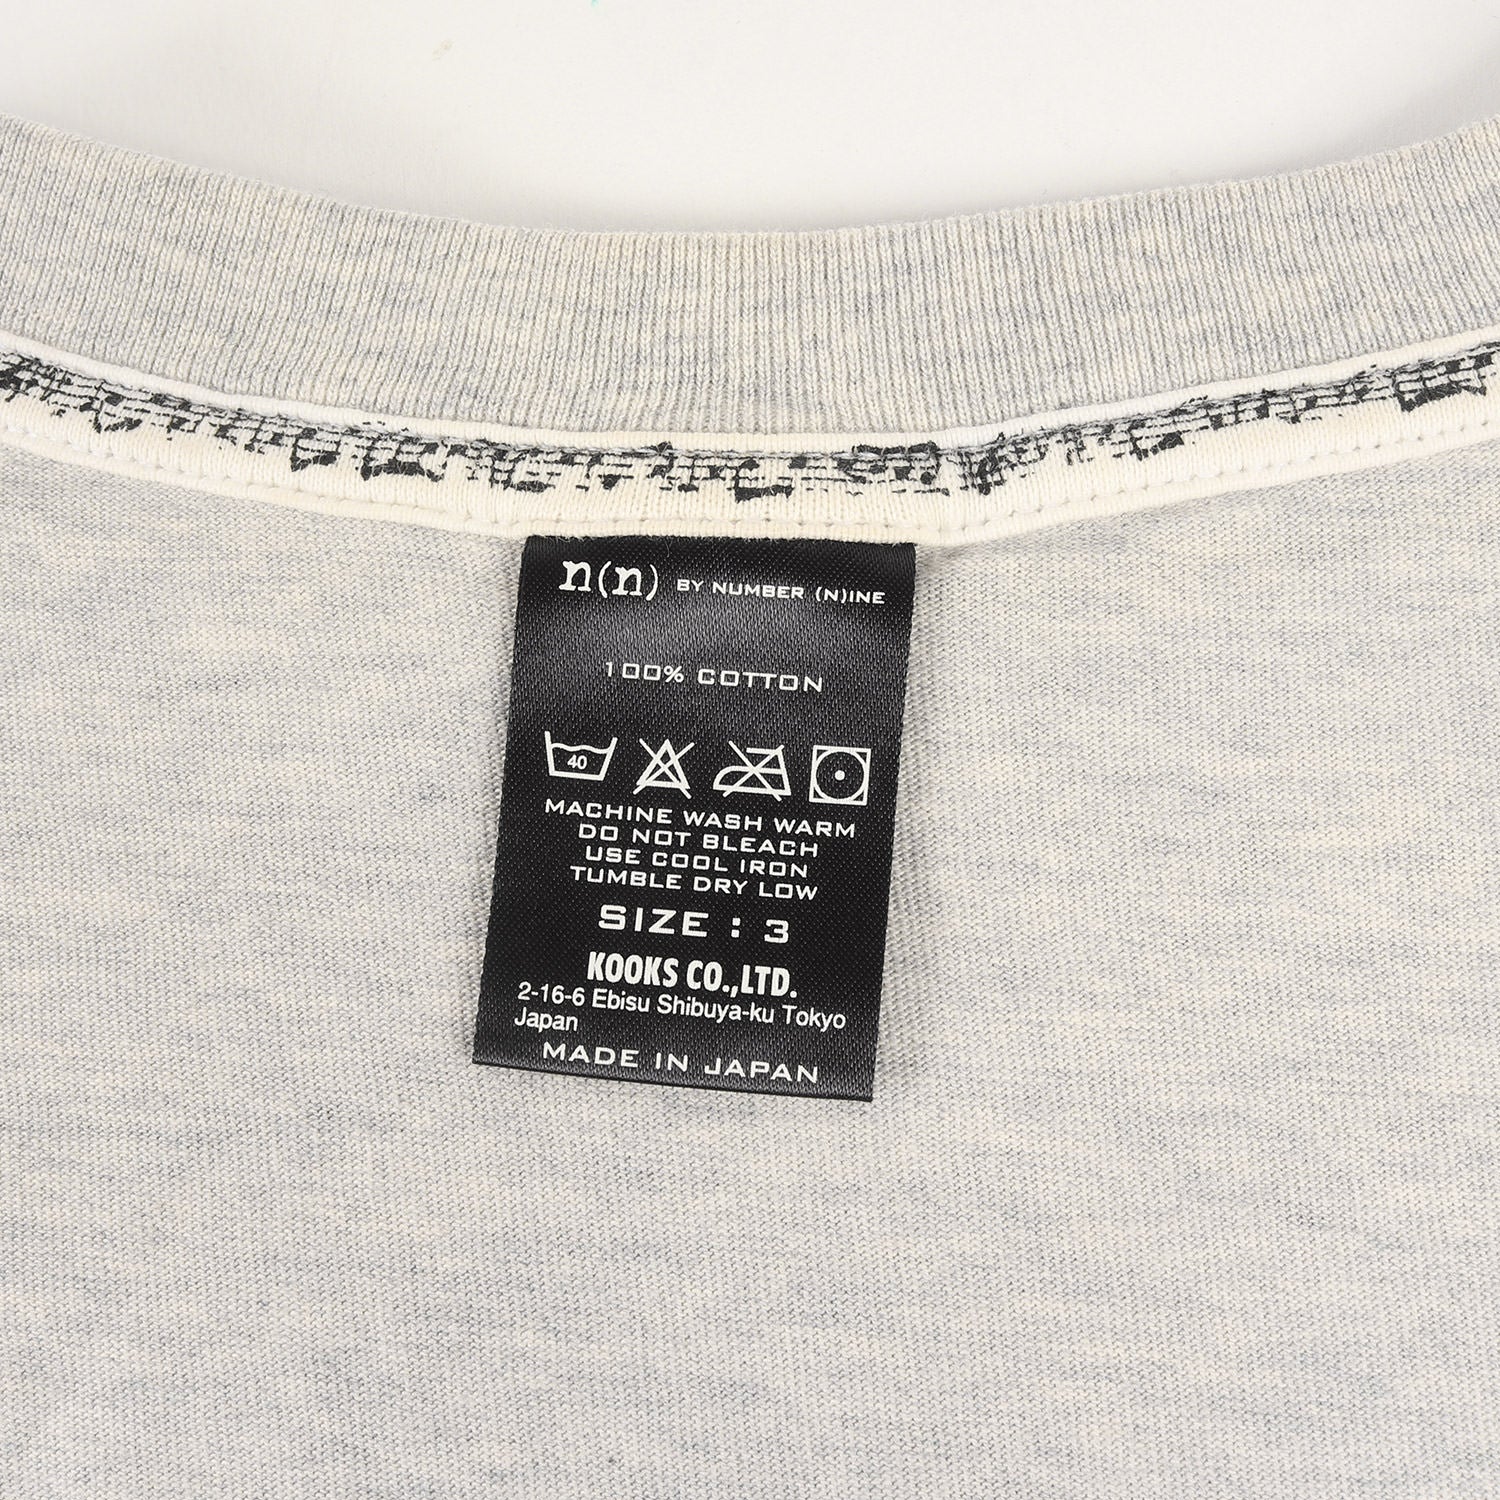 n(n) BY NUMBER (N)INE
100% COTTON
40
MACHINE WASH WARM
DO NOT BLEACH
USE COOL IRON
TUMBLE DRY LOW
SIZE : 3
KOOKS CO.,LTD.
2-16-6 Ebisu Shibuya-ku Tokyo
Japan
MADE IN JAPAN